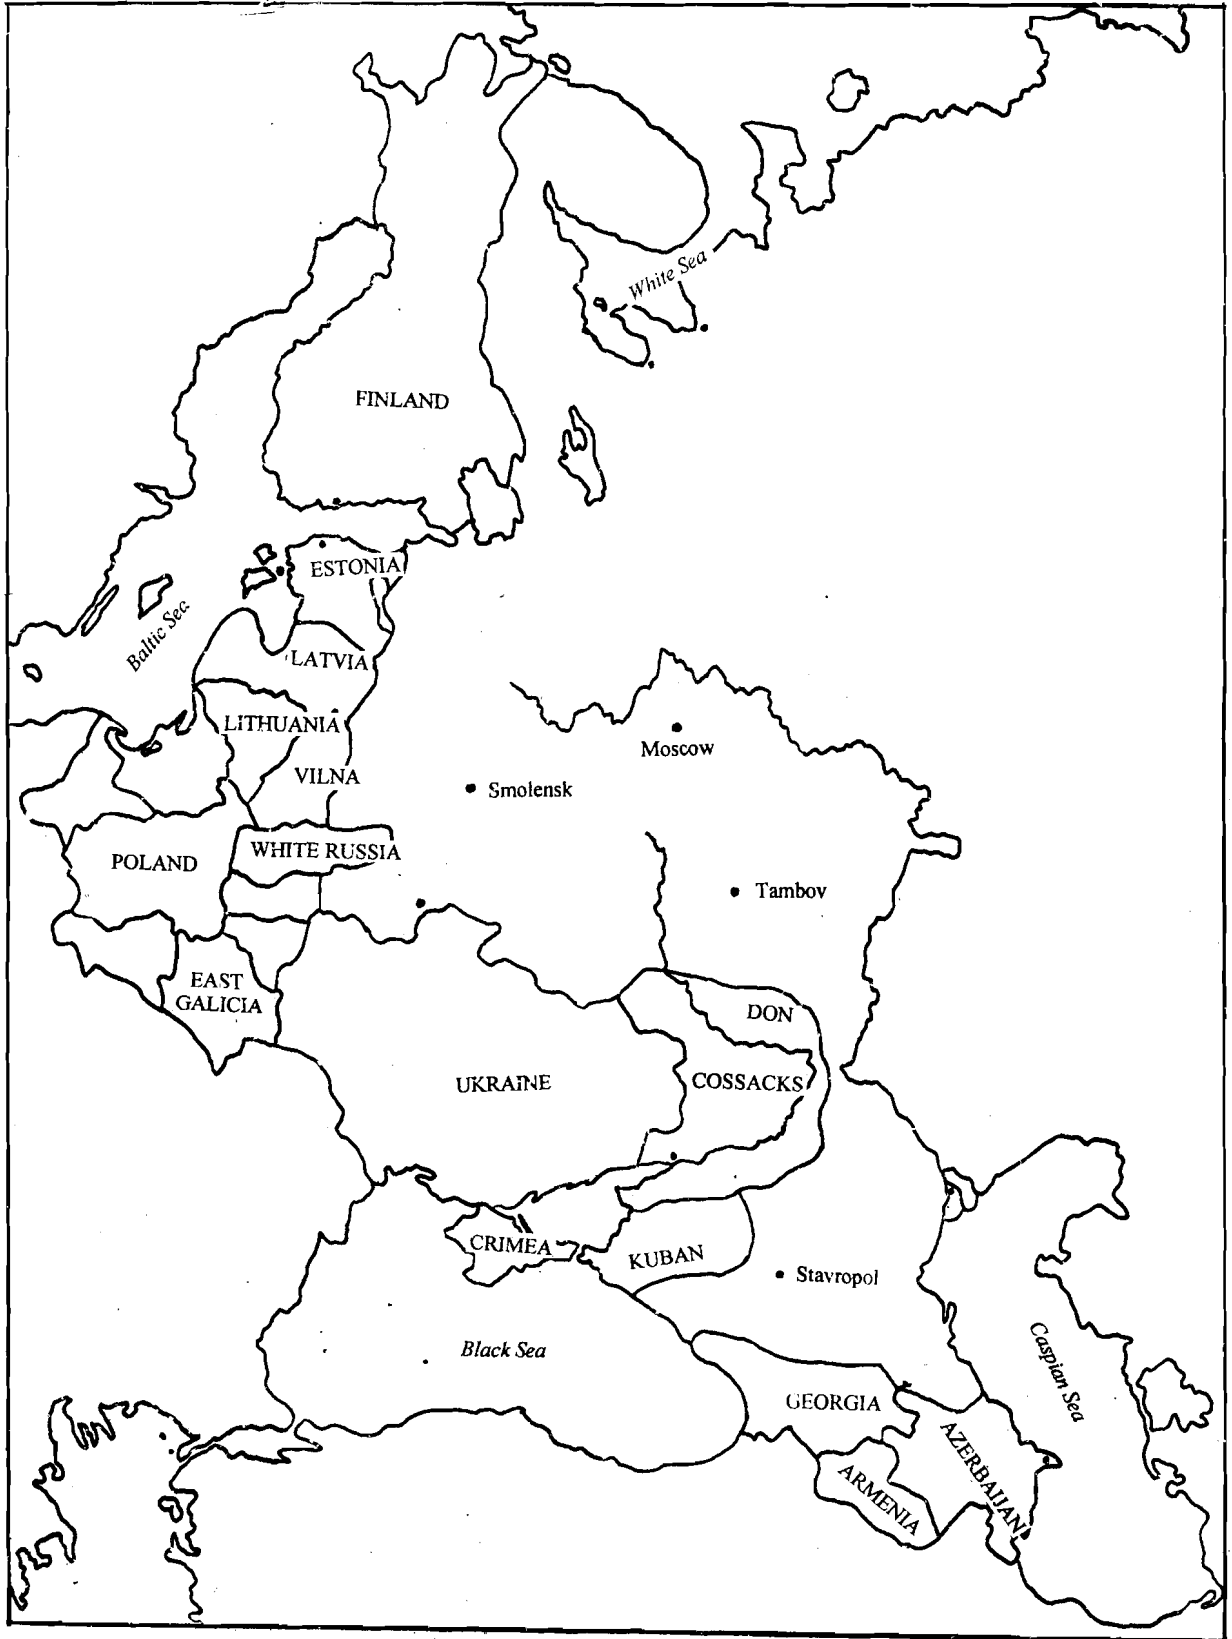 White Sea
FINLAND
ESTONIA
Baltic Sea
LATVIA
LITHUANIA
Moscow
VILNA
Smolensk
WHITE RUSSIA
POLAND
Tambov
EAST
GALICIA
DON
UKRAINE
COSSACKS
CRIMEA
KUBAN
Stavropol
Black Sea
Caspian Sea
GEORGIA
AZERBAIJAN
ARMENIA